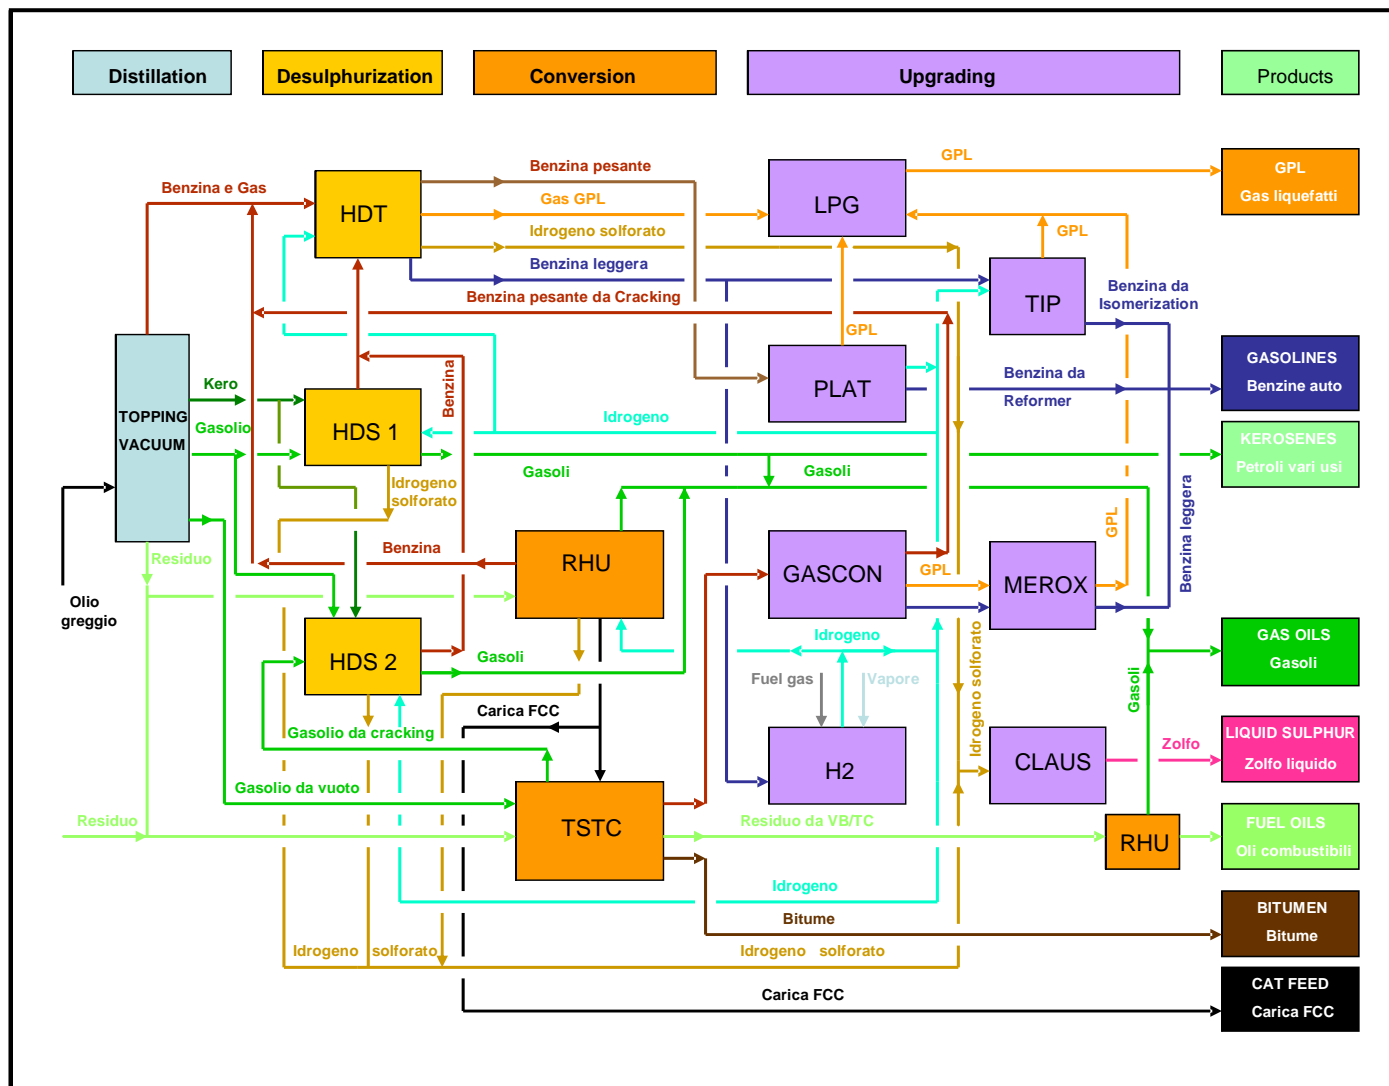 Distillation
Desulphurization
Conversion
Upgrading
Products
Benzina pesante
GPL
GPL
Gas liquefatti
Benzina e Gas
HDT
Gas GPL
LPG
Idrogeno solforato
GPL
Benzina leggera
Benzina pesante da Cracking
TIP
Benzina da
Isomerization
GPL
GASOLINES
Benzine auto
Kero
Benzina
PLAT
Benzina da
Reformer
TOPPING
VACUUM
Gasolio
HDS 1
Idrogeno
KEROSENES
Petroli vari usi
Gasoli
Gasoli
Idrogeno
solforato
Benzina leggera
GPL
Residuo
Benzina
RHU
GASCON
GPL
MEROX
Olio
greggio
Idrogeno
GAS OILS
Gasoli
HDS 2
Gasoli
Fuel gas
Vapore
Idrogeno solforato
Gasoli
Carica FCC
Gasolio da cracking
H2
CLAUS
Zolfo
LIQUID SULPHUR
Zolfo liquido
Gasolio da vuoto
Residuo
TSTC
Residuo da VB/TC
RHU
FUEL OILS
Oli combustibili
Idrogeno
Bitume
BITUMEN
Bitume
Idrogeno solforato
Idrogeno solforato
Carica FCC
CAT FEED
Carica FCC